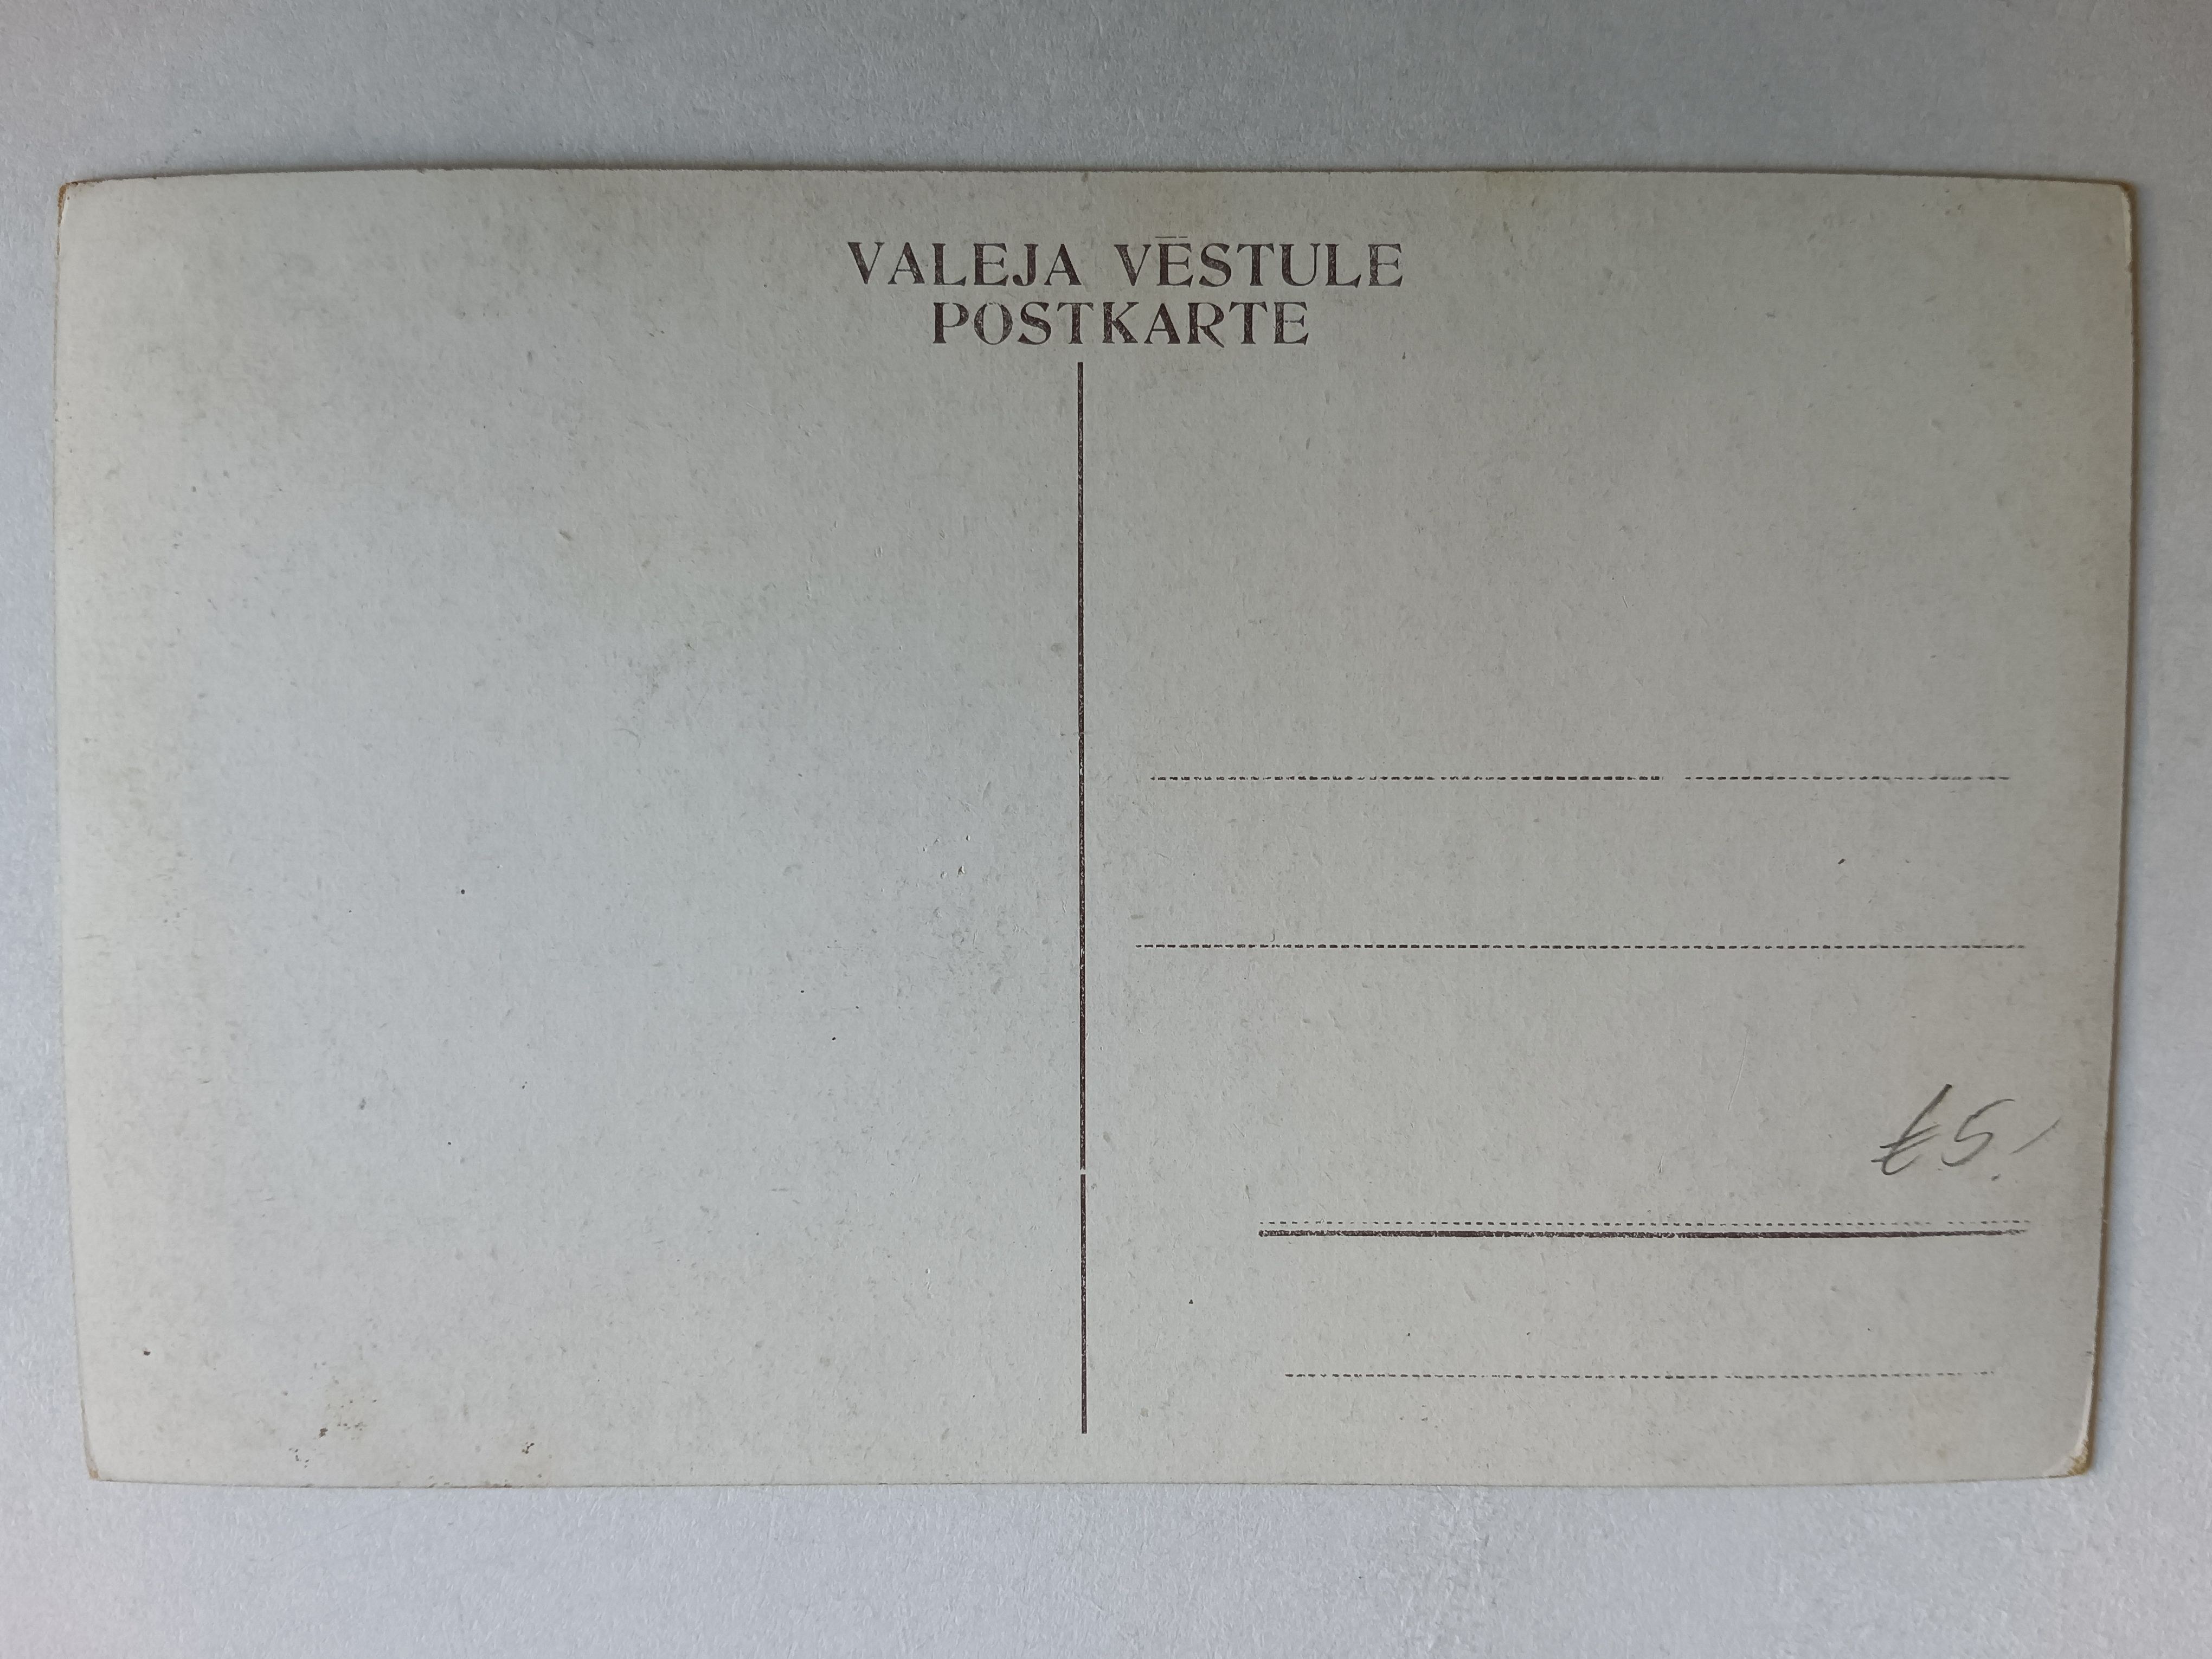 VALEJA VĒSTULE
POSTKARTE
£5.-